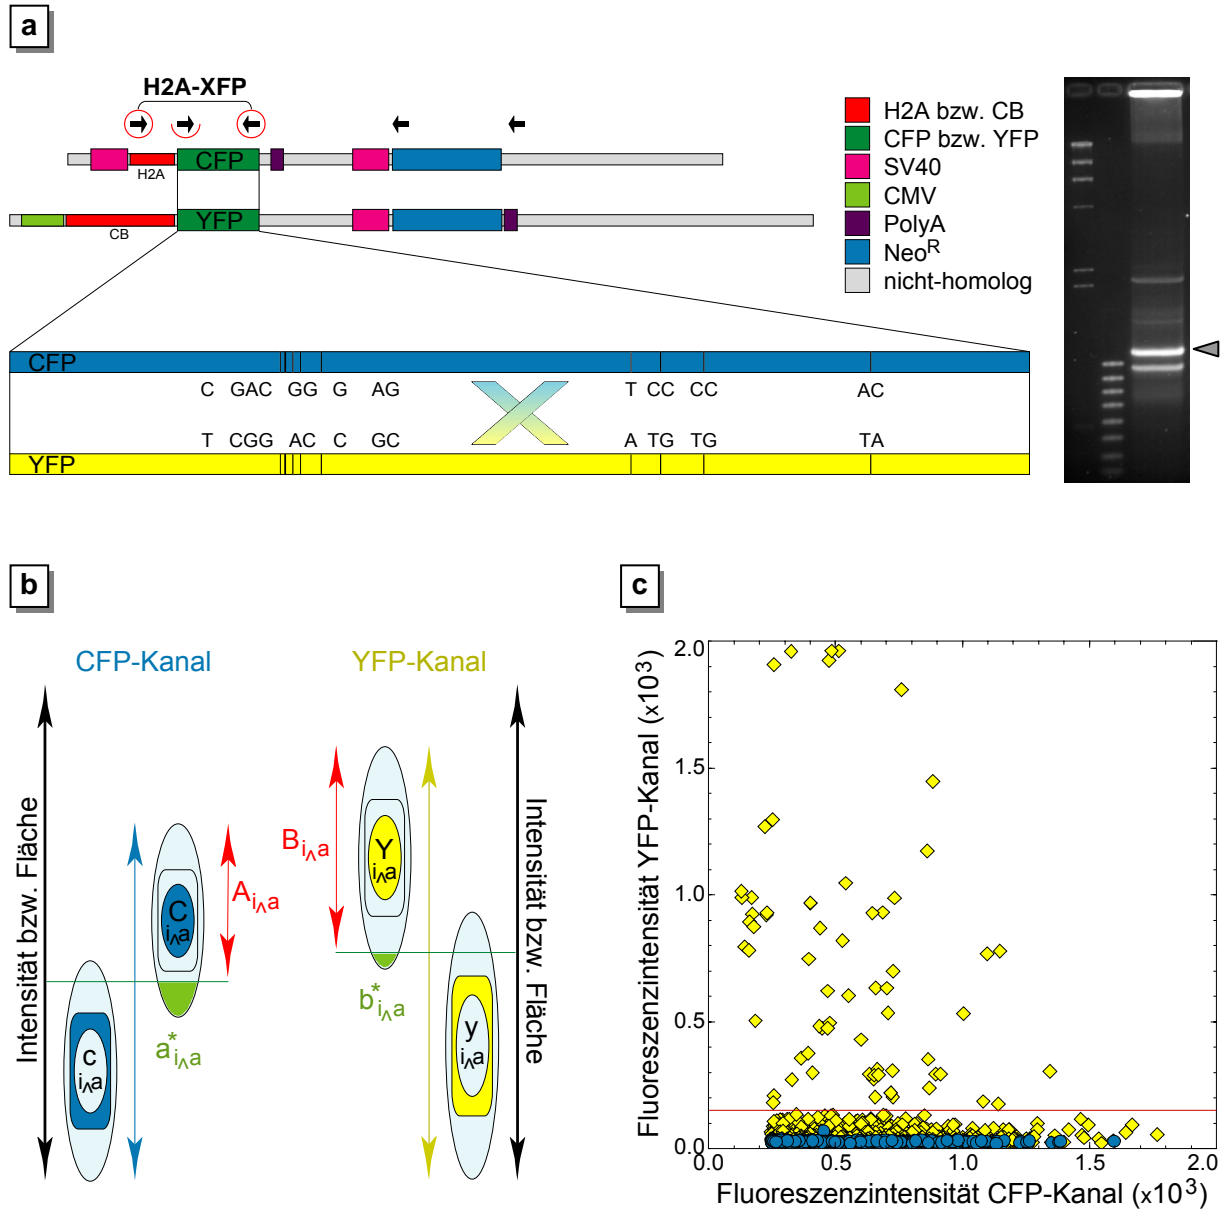 a
H2A-XFP
CFP
H2A
YFP
CB
H2A bzw. CB
CFP bzw. YFP
SV40
CMV
PolyA
Neo^R
nicht-homolog
CFP
C GAC GG G AG T CC CC AC
T CGG AC C GC A TG TG TA
YFP
b
CFP-Kanal
YFP-Kanal
Intensität bzw. Fläche
c i∧a
C i∧a
A i∧a
a* i∧a
B i∧a
Y i∧a
b* i∧a
y i∧a
Intensität bzw. Fläche
c
Fluoreszenzintensität YFP-Kanal (x10³)
2.0
1.5
1.0
0.5
0.0
0.0 0.5 1.0 1.5 2.0
Fluoreszenzintensität CFP-Kanal (x10³)